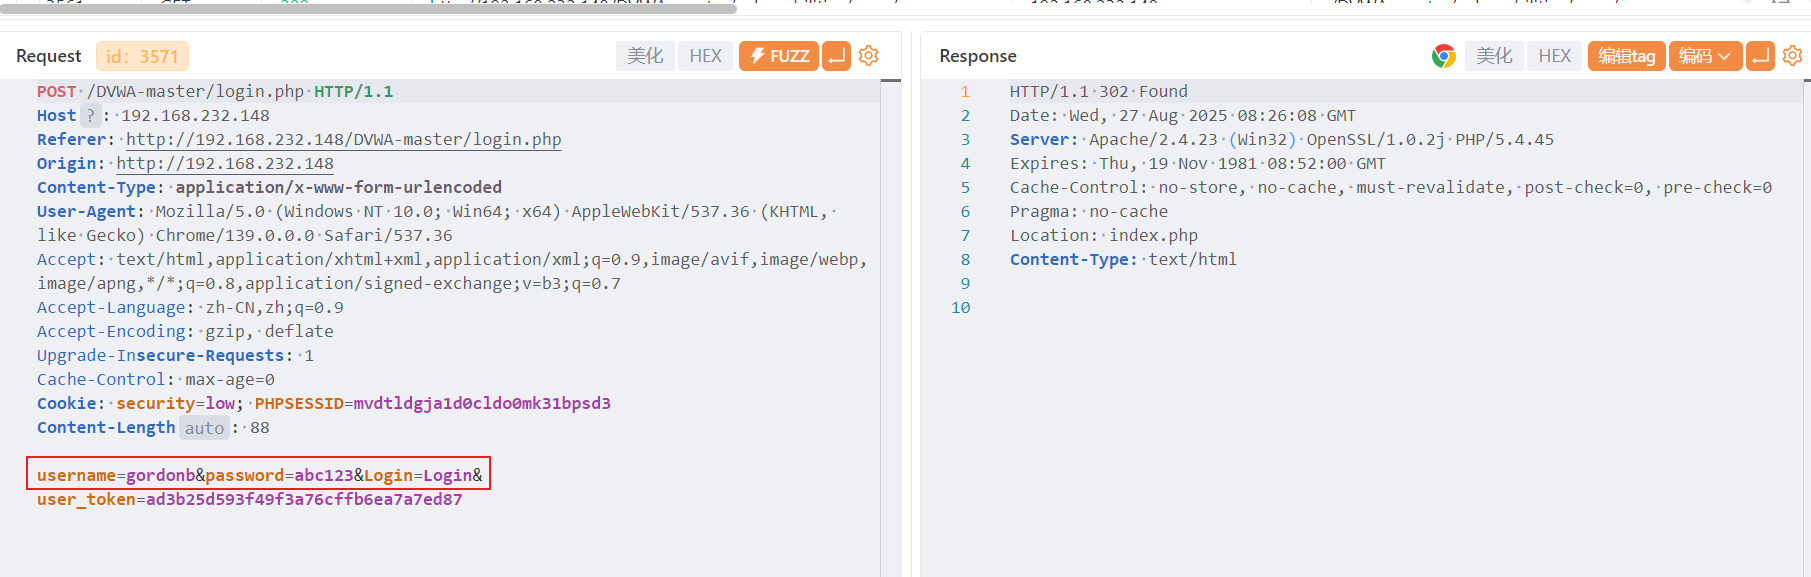 Request id: 3571 美化 HEX FUZZ
POST /DVWA-master/login.php HTTP/1.1
Host ? : 192.168.232.148
Referer: http://192.168.232.148/DVWA-master/login.php
Origin: http://192.168.232.148
Content-Type: application/x-www-form-urlencoded
User-Agent: Mozilla/5.0 (Windows NT 10.0; Win64; x64) AppleWebKit/537.36 (KHTML,
like Gecko) Chrome/139.0.0.0 Safari/537.36
Accept: text/html,application/xhtml+xml,application/xml;q=0.9,image/avif,image/webp,
image/apng,*/*;q=0.8,application/signed-exchange;v=b3;q=0.7
Accept-Language: zh-CN,zh;q=0.9
Accept-Encoding: gzip, deflate
Upgrade-Insecure-Requests: 1
Cache-Control: max-age=0
Cookie: security=low; PHPSESSID=mvdtldgja1d0cldo0mk31bpsd3
Content-Length auto : 88
username=gordonb&password=abc123&Login=Login&
user_token=ad3b25d593f49f3a76cffb6ea7a7ed87
Response 美化 HEX 编辑tag 编码
1 HTTP/1.1 302 Found
2 Date: Wed, 27 Aug 2025 08:26:08 GMT
3 Server: Apache/2.4.23 (Win32) OpenSSL/1.0.2j PHP/5.4.45
4 Expires: Thu, 19 Nov 1981 08:52:00 GMT
5 Cache-Control: no-store, no-cache, must-revalidate, post-check=0, pre-check=0
6 Pragma: no-cache
7 Location: index.php
8 Content-Type: text/html
9
10